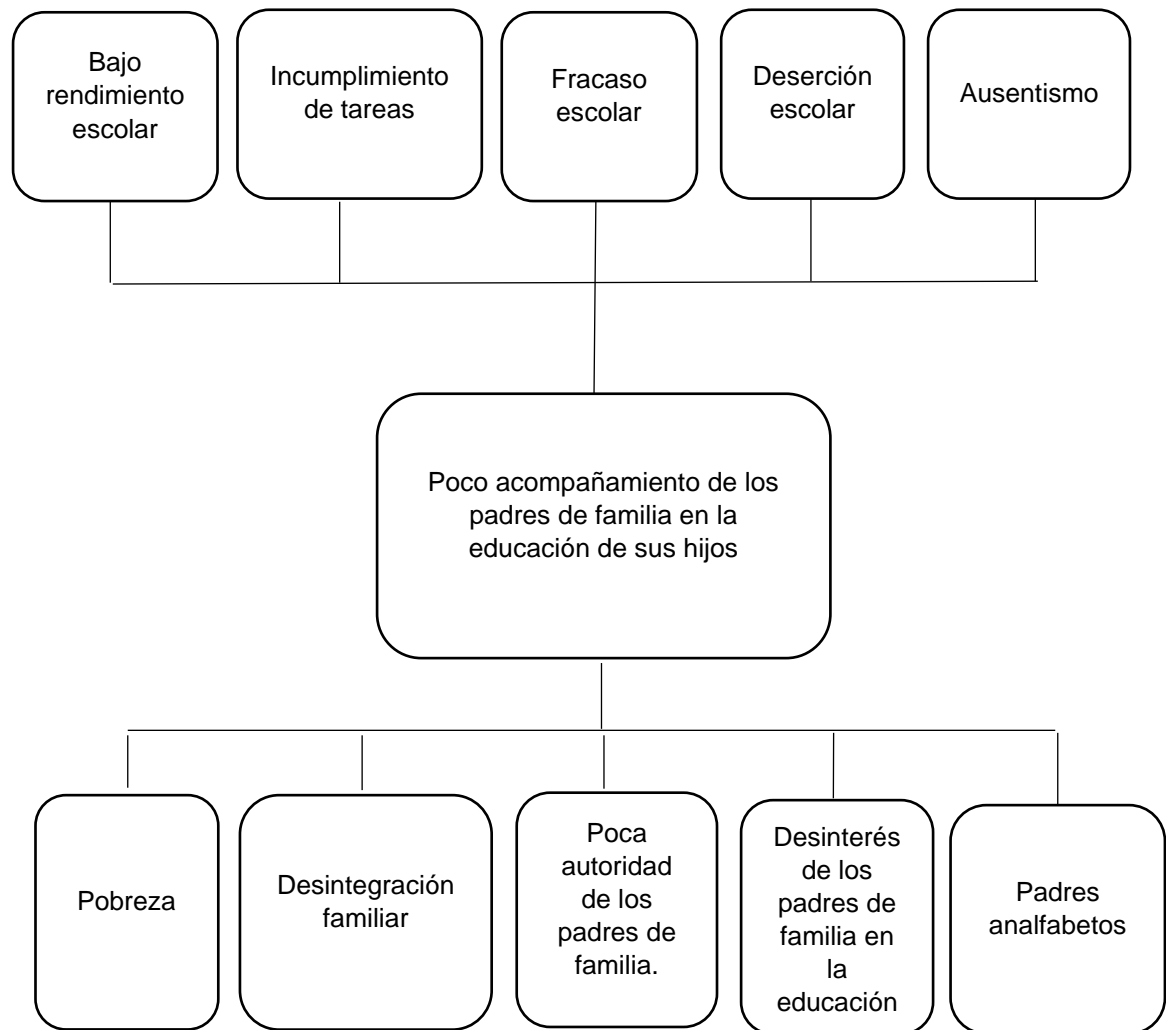 Bajo
rendimiento
escolar
Incumplimiento
de tareas
Fracaso
escolar
Deserción
escolar
Ausentismo
Poco acompañamiento de los
padres de familia en la
educación de sus hijos
Pobreza
Desintegración
familiar
Poca
autoridad
de los
padres de
familia.
Desinterés
de los
padres de
familia en
la
educación
Padres
analfabetos